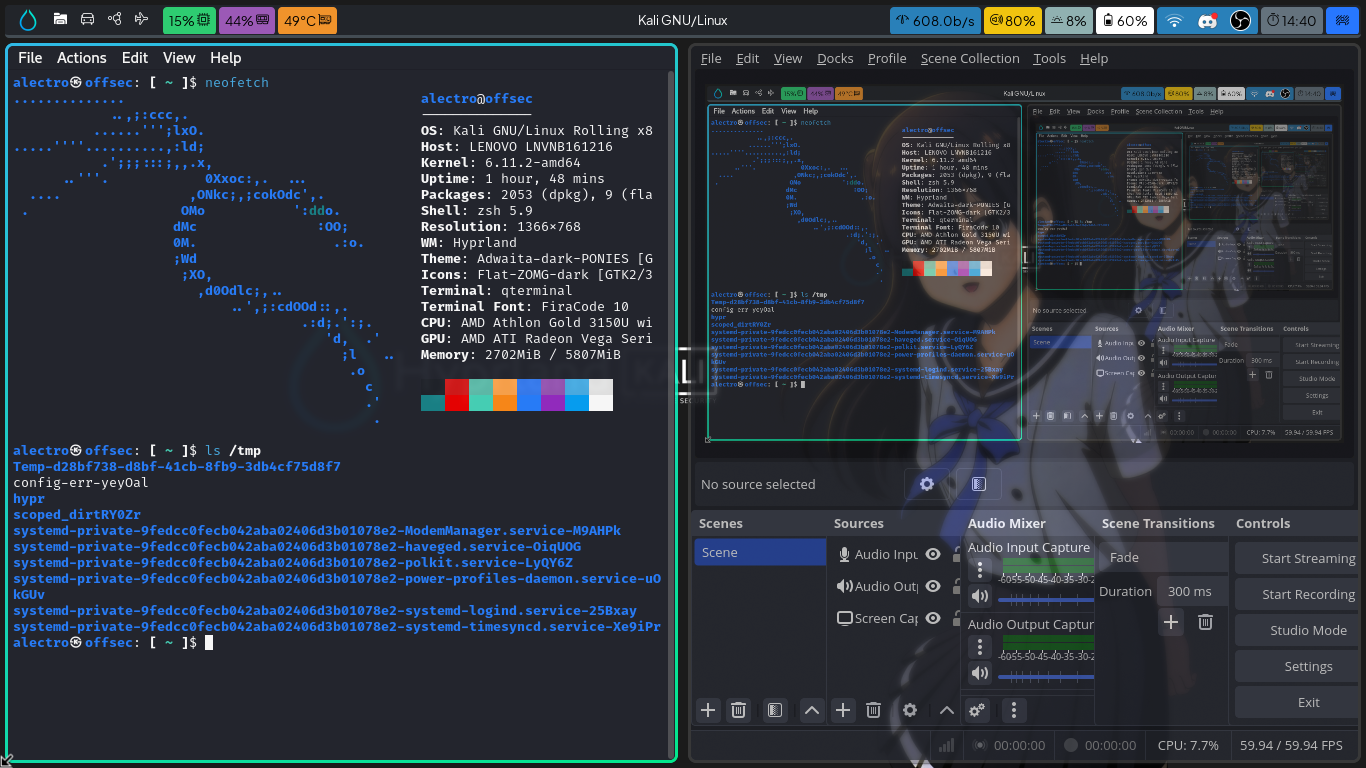 15% 44% 49°C Kali GNU/Linux 608.0b/s 80% 8% 60% 14:40
File Actions Edit View Help
alectro㉿offsec: [ ~ ]$ neofetch
..............
            ..,;:ccc,.
          ......''';lxO.
.....''''..........,:ld;
           .';;;:::;,,.x,
      ..'''.            0Xxoc:,.  ...
  ....                ,ONkc;,;cokOdc',.
 .                   OMo           ':ddo.
                    dMc               :OO;
                    0M.                 .:o.
                    ;Wd
                     ;XO,
                       ,d0Odlc;,..
                           ..',;:cdOOd::,.
                                    .:d;.':;.
                                       'd,  .'
                                         ;l   ..
                                          .o
                                            c
                                            .'
                                             .
alectro@offsec
--------------
OS: Kali GNU/Linux Rolling x8
Host: LENOVO LNVNB161216
Kernel: 6.11.2-amd64
Uptime: 1 hour, 48 mins
Packages: 2053 (dpkg), 9 (fla
Shell: zsh 5.9
Resolution: 1366×768
WM: Hyprland
Theme: Adwaita-dark-PONIES [G
Icons: Flat-ZOMG-dark [GTK2/3
Terminal: qterminal
Terminal Font: FiraCode 10
CPU: AMD Athlon Gold 3150U wi
GPU: AMD ATI Radeon Vega Seri
Memory: 2702MiB / 5807MiB
alectro㉿offsec: [ ~ ]$ ls /tmp
Temp-d28bf738-d8bf-41cb-8fb9-3db4cf75d8f7
config-err-yeyOal
hypr
scoped_dirtRY0Zr
systemd-private-9fedcc0fecb042aba02406d3b01078e2-ModemManager.service-M9AHPk
systemd-private-9fedcc0fecb042aba02406d3b01078e2-haveged.service-OiqUOG
systemd-private-9fedcc0fecb042aba02406d3b01078e2-polkit.service-LyQY6Z
systemd-private-9fedcc0fecb042aba02406d3b01078e2-power-profiles-daemon.service-uO
kGUv
systemd-private-9fedcc0fecb042aba02406d3b01078e2-systemd-logind.service-25Bxay
systemd-private-9fedcc0fecb042aba02406d3b01078e2-systemd-timesyncd.service-Xe9iPr
alectro㉿offsec: [ ~ ]$
File Edit View Docks Profile Scene Collection Tools Help
No source selected
Scenes
Scene
Sources
Audio Inpu
Audio Outp
Screen Cap
Audio Mixer
Audio Input Capture
-60-55-50-45-40-35-30-2
Audio Output Captur
-60-55-50-45-40-35-30-2
Scene Transitions
Fade
Duration 300 ms
Controls
Start Streaming
Start Recording
Studio Mode
Settings
Exit
00:00:00 00:00:00 CPU: 7.7% 59.94 / 59.94 FPS